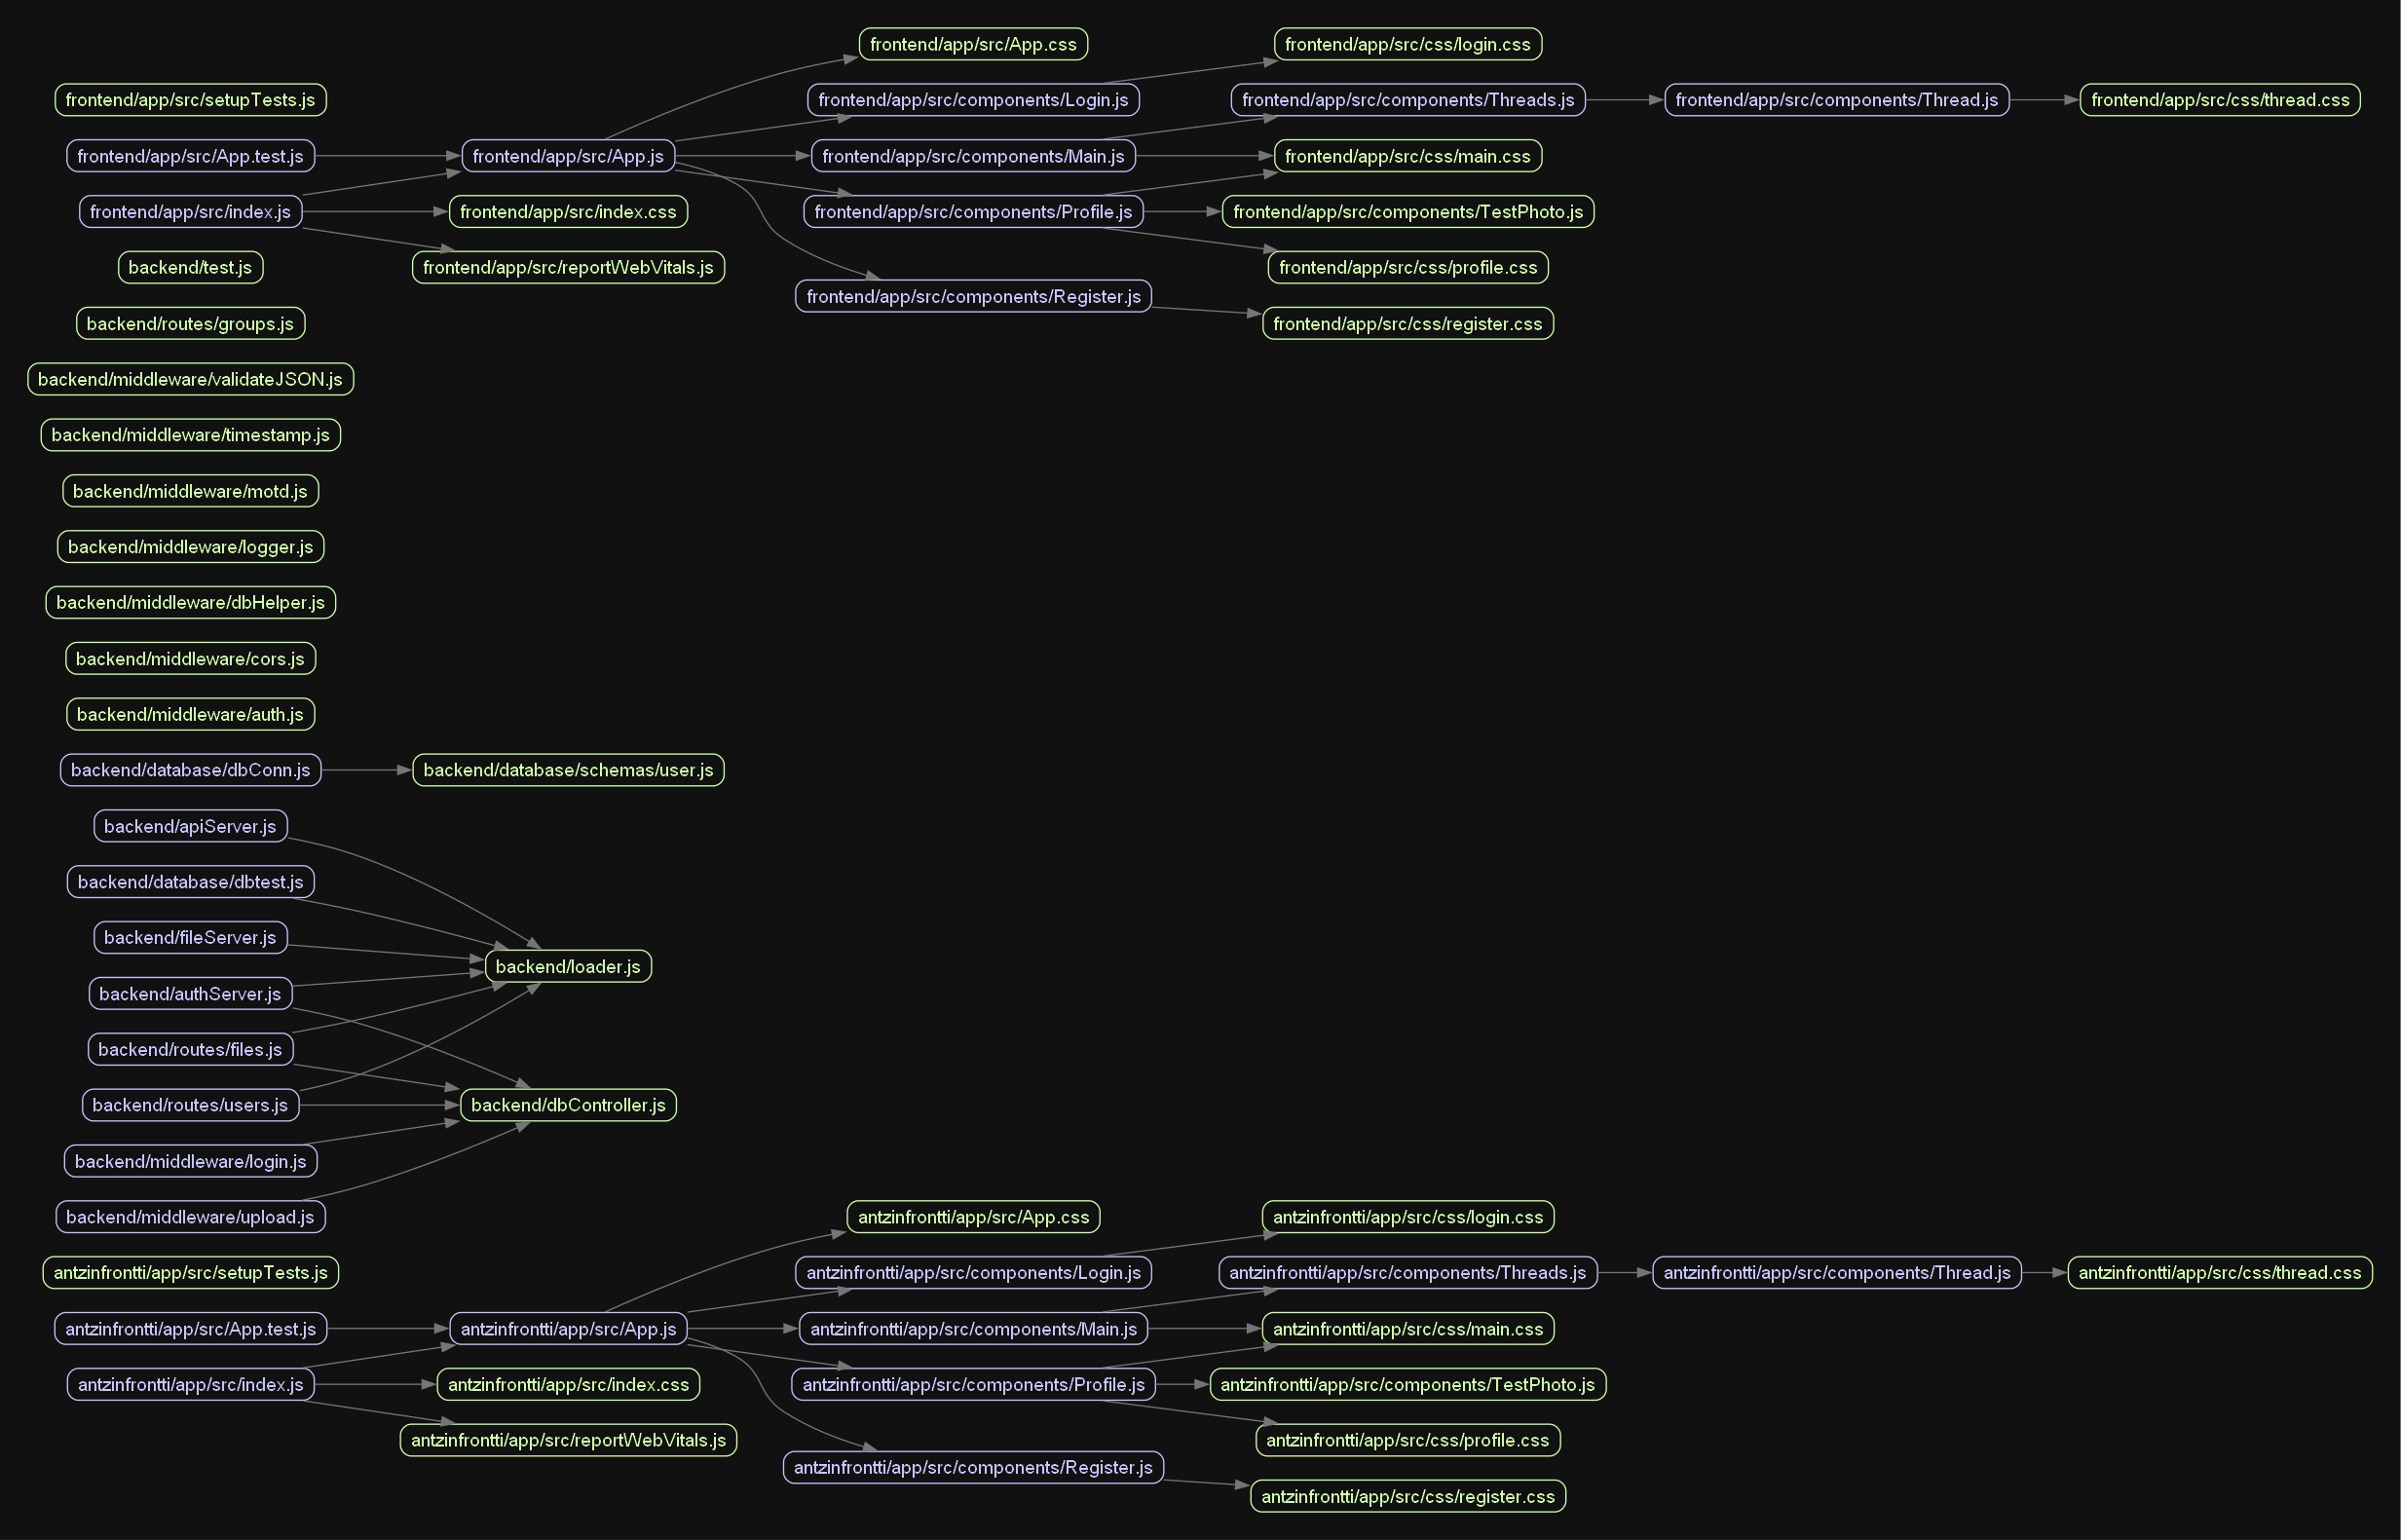 frontend/app/src/App.css
frontend/app/src/css/login.css
frontend/app/src/setupTests.js
frontend/app/src/components/Login.js
frontend/app/src/components/Threads.js
frontend/app/src/components/Thread.js
frontend/app/src/css/thread.css
frontend/app/src/App.test.js
frontend/app/src/App.js
frontend/app/src/components/Main.js
frontend/app/src/css/main.css
frontend/app/src/index.js
frontend/app/src/index.css
frontend/app/src/components/Profile.js
frontend/app/src/components/TestPhoto.js
backend/test.js
frontend/app/src/reportWebVitals.js
frontend/app/src/css/profile.css
frontend/app/src/components/Register.js
backend/routes/groups.js
frontend/app/src/css/register.css
backend/middleware/validateJSON.js
backend/middleware/timestamp.js
backend/middleware/motd.js
backend/middleware/logger.js
backend/middleware/dbHelper.js
backend/middleware/cors.js
backend/middleware/auth.js
backend/database/dbConn.js
backend/database/schemas/user.js
backend/apiServer.js
backend/database/dbtest.js
backend/fileServer.js
backend/loader.js
backend/authServer.js
backend/routes/files.js
backend/routes/users.js
backend/dbController.js
backend/middleware/login.js
backend/middleware/upload.js
antzinfrontti/app/src/App.css
antzinfrontti/app/src/css/login.css
antzinfrontti/app/src/setupTests.js
antzinfrontti/app/src/components/Login.js
antzinfrontti/app/src/components/Threads.js
antzinfrontti/app/src/components/Thread.js
antzinfrontti/app/src/css/thread.css
antzinfrontti/app/src/App.test.js
antzinfrontti/app/src/App.js
antzinfrontti/app/src/components/Main.js
antzinfrontti/app/src/css/main.css
antzinfrontti/app/src/index.js
antzinfrontti/app/src/index.css
antzinfrontti/app/src/components/Profile.js
antzinfrontti/app/src/components/TestPhoto.js
antzinfrontti/app/src/reportWebVitals.js
antzinfrontti/app/src/css/profile.css
antzinfrontti/app/src/components/Register.js
antzinfrontti/app/src/css/register.css